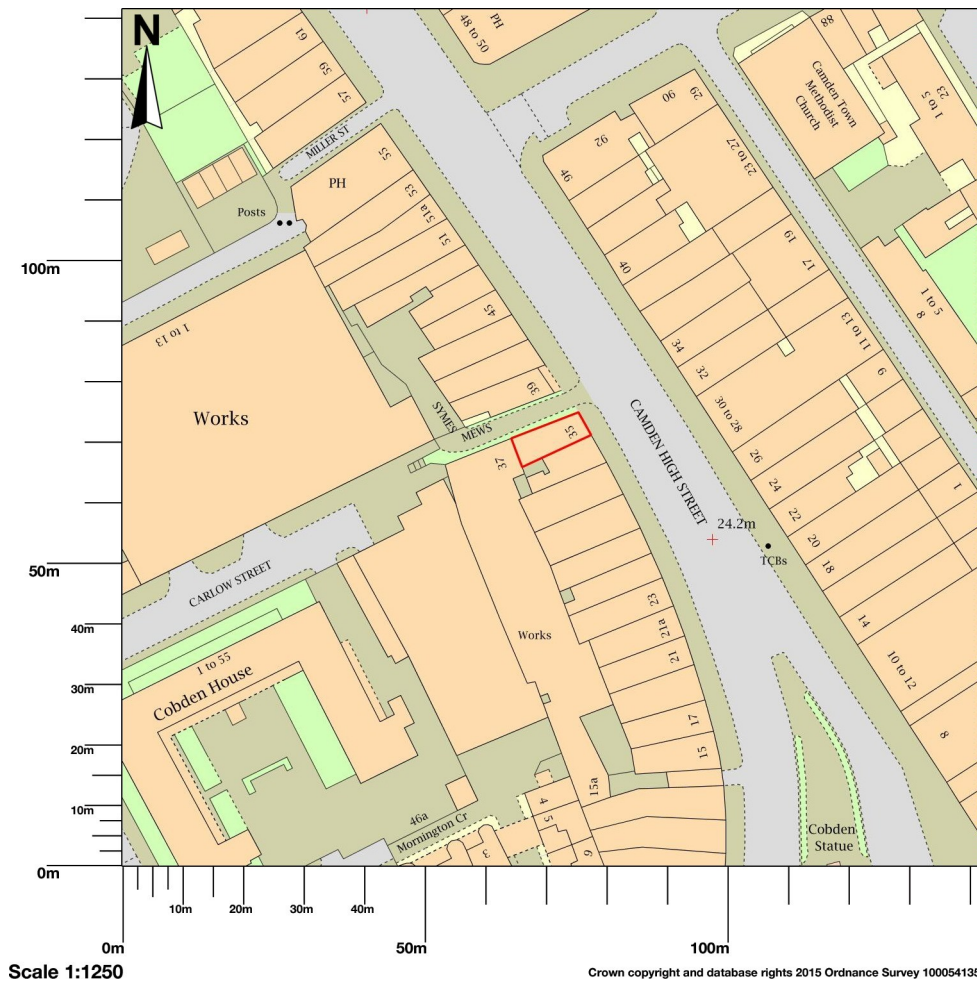 N
61
59
57
MILLER ST
55
PH
53
51a
51
45
39
Posts
1 to 13
Works
SYMES
MEWS
37
35
PH
48 to 50
92
90
29
94
23 to 27
40
19
17
34
32
30 to 28
11 to 13
9
26
24
22
20
18
14
10 to 12
8
1
88
Camden Town
Methodist
Church
23
1 to 5
1 to 5
8
CAMDEN HIGH STREET
24.2m
TCBs
CARLOW STREET
1 to 55
Cobden House
Works
23
21a
21
17
15
15a
46a
Mornington Cr
4
5
6
3
Cobden
Statue
100m
50m
40m
30m
20m
10m
0m
10m
20m
30m
40m
0m
50m
100m
Scale 1:1250
Crown copyright and database rights 2015 Ordnance Survey 100054135